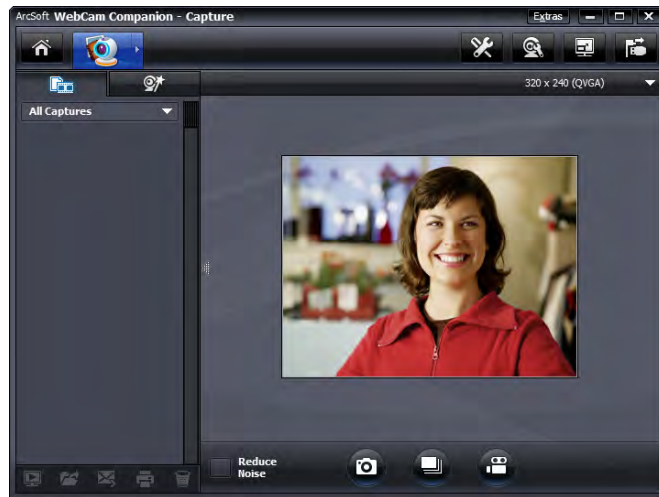 ArcSoft WebCam Companion - Capture
Extras
320 x 240 (QVGA)
All Captures
Reduce
Noise